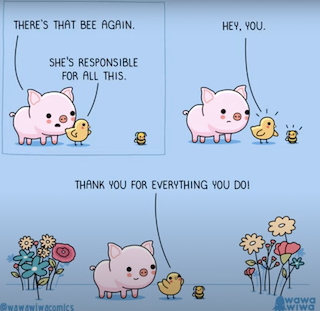 THERE'S THAT BEE AGAIN.
SHE'S RESPONSIBLE
FOR ALL THIS.
HEY, YOU.
THANK YOU FOR EVERYTHING YOU DO!
@wawawiwacomics
wawa
wiwa